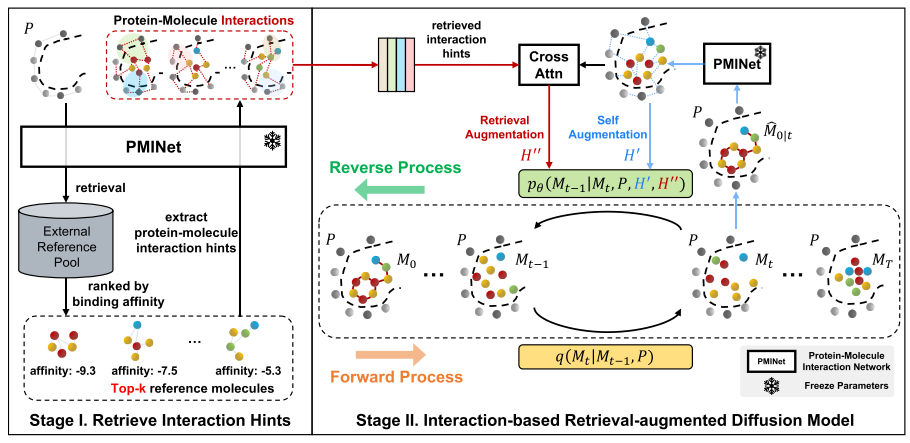 P
Protein-Molecule Interactions
...
PMINet
retrieval
External
Reference
Pool
extract
protein-molecule
interaction hints
ranked by
binding affinity
...
affinity: -9.3
affinity: -7.5
affinity: -5.3
Top-k reference molecules
Stage I. Retrieve Interaction Hints
retrieved
interaction
hints
Cross
Attn
PMINet
Retrieval
Augmentation
H''
Self
Augmentation
H'
P
M̂_{0|t}
Reverse Process
p_θ(M_{t-1}|M_t, P, H', H'')
P
M_0
...
P
M_{t-1}
P
M_t
...
P
M_T
Forward Process
q(M_t|M_{t-1}, P)
PMINet
Protein-Molecule
Interaction Network
Freeze Parameters
Stage II. Interaction-based Retrieval-augmented Diffusion Model